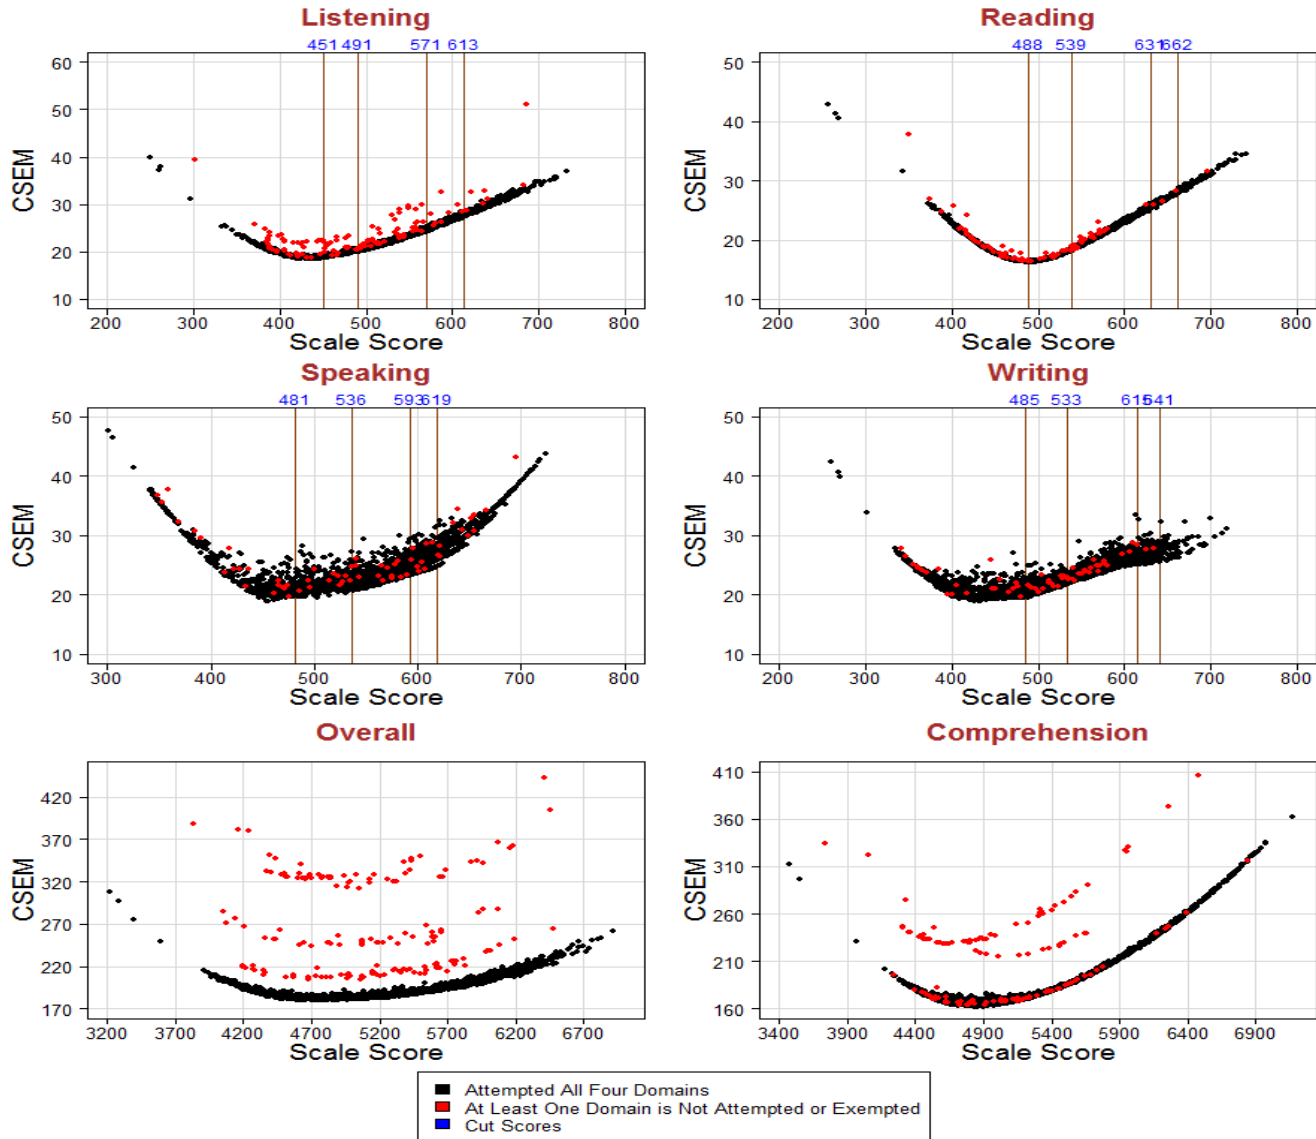 Listening
451 491 571 613
60
50
40
30
20
10
CSEM
200 300 400 500 600 700 800
Scale Score
Reading
488 539 631 662
50
40
30
20
10
CSEM
200 300 400 500 600 700 800
Scale Score
Speaking
481 536 593 619
50
40
30
20
10
CSEM
300 400 500 600 700 800
Scale Score
Writing
485 533 615 641
50
40
30
20
10
CSEM
200 300 400 500 600 700 800
Scale Score
Overall
420
370
320
270
220
170
CSEM
3200 3700 4200 4700 5200 5700 6200 6700
Scale Score
Comprehension
410
360
310
260
210
160
CSEM
3400 3900 4400 4900 5400 5900 6400 6900
Scale Score
Attempted All Four Domains
At Least One Domain is Not Attempted or Exempted
Cut Scores